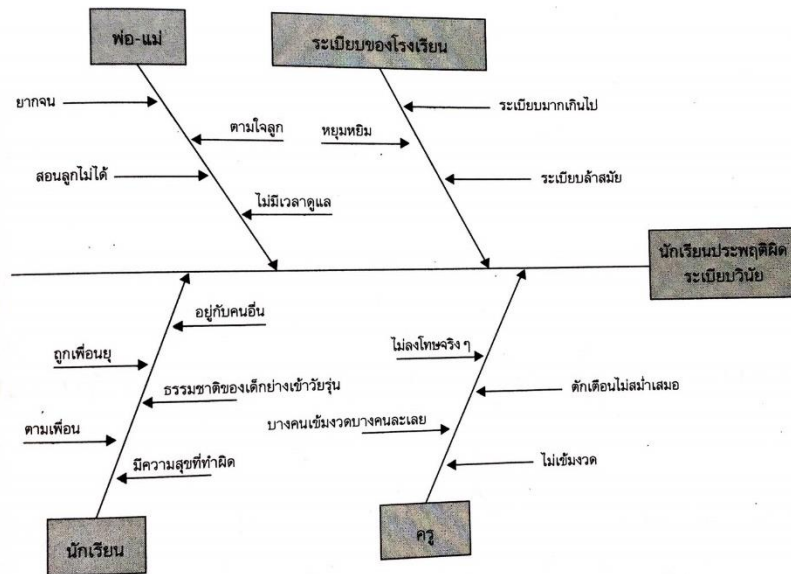 พ่อ-แม่
ระเบียบของโรงเรียน
ยากจน
ระเบียบมากเกินไป
ตามใจลูก
หยุมหยิม
สอนลูกไม่ได้
ระเบียบล้าสมัย
ไม่มีเวลาดูแล
นักเรียนประพฤติผิด
ระเบียบวินัย
อยู่กับคนอื่น
ถูกเพื่อนยุ
ไม่ลงโทษจริง ๆ
ธรรมชาติของเด็กย่างเข้าวัยรุ่น
ตักเตือนไม่สม่ำเสมอ
ตามเพื่อน
บางคนเข้มงวดบางคนละเลย
มีความสุขที่ทำผิด
ไม่เข้มงวด
นักเรียน
ครู